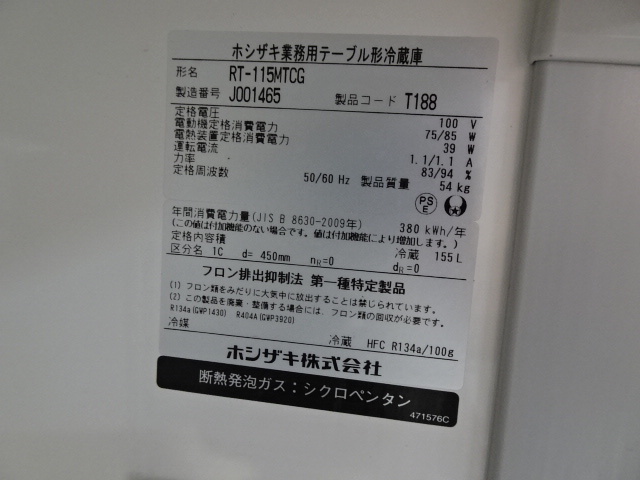 ホシザキ業務用テーブル形冷蔵庫
形名 RT-115MTCG
製造番号 J001465 製品コード T188
定格電圧 100 V
電動機定格消費電力 75/85 W
電熱装置定格消費電力 39 W
運転電流 1.1/1.1 A
力率 83/94 %
定格周波数 50/60 Hz 製品質量 54 kg
PS
E
年間消費電力量(JIS B 8630-2009年) 380 kWh/年
(この値は付加機能のない場合です。値は付加機能により増加します。)
定格内容積 冷蔵 155 L
区分名 1C d= 450mm nR=0 dR=0
フロン排出抑制法 第一種特定製品
(1) フロン類をみだりに大気中に放出することは禁じられています。
(2) この製品を廃棄・整備する場合には、フロン類の回収が必要です。
R134a(GWP1430) R404A(GWP3920)
冷媒 冷蔵 HFC R134a/100g
ホシザキ株式会社
断熱発泡ガス：シクロペンタン
471576C